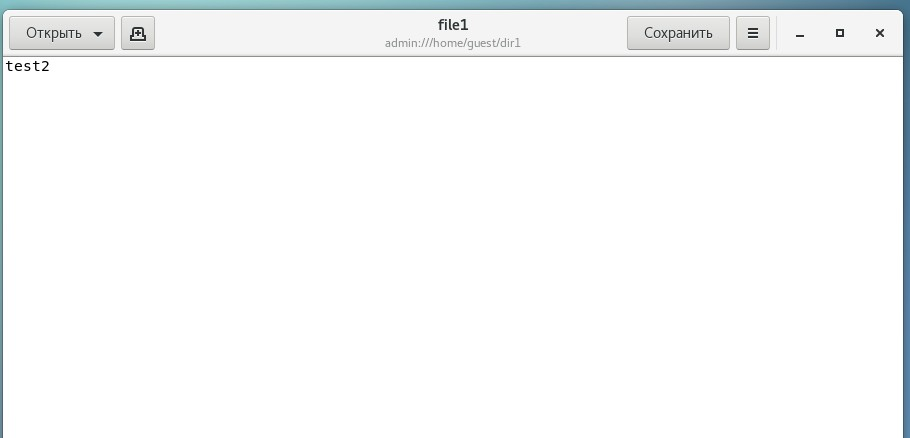 Открыть
file1
admin:///home/guest/dir1
Сохранить
test2